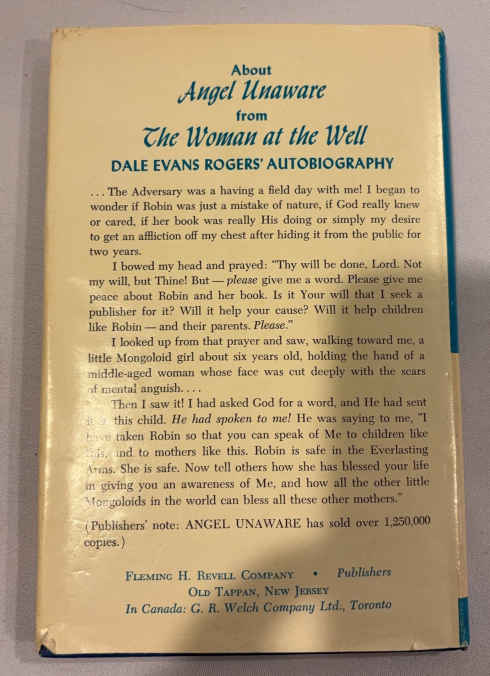 About
Angel Unaware
from
The Woman at the Well
DALE EVANS ROGERS' AUTOBIOGRAPHY
. . . The Adversary was a having a field day with me! I began to
wonder if Robin was just a mistake of nature, if God really knew
or cared, if her book was really His doing or simply my desire
to get an affliction off my chest after hiding it from the public for
two years.
I bowed my head and prayed: "Thy will be done, Lord. Not
my will, but Thine! But — please give me a word. Please give me
peace about Robin and her book. Is it Your will that I seek a
publisher for it? Will it help your cause? Will it help children
like Robin — and their parents. Please."
I looked up from that prayer and saw, walking toward me, a
little Mongoloid girl about six years old, holding the hand of a
middle-aged woman whose face was cut deeply with the scars
of mental anguish. . . .
Then I saw it! I had asked God for a word, and He had sent
this child. He had spoken to me! He was saying to me, "I
have taken Robin so that you can speak of Me to children like
this, and to mothers like this. Robin is safe in the Everlasting
Arms. She is safe. Now tell others how she has blessed your life
in giving you an awareness of Me, and how all the other little
Mongoloids in the world can bless all these other mothers."
(Publishers' note: ANGEL UNAWARE has sold over 1,250,000
copies.)
FLEMING H. REVELL COMPANY • Publishers
OLD TAPPAN, NEW JERSEY
In Canada: G. R. Welch Company Ltd., Toronto